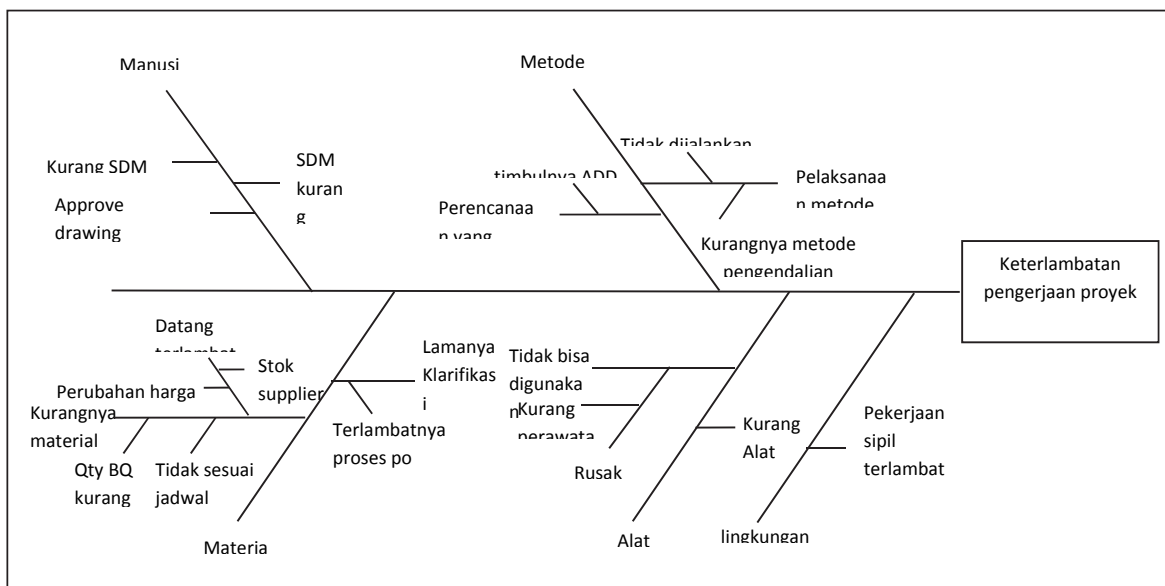 Manusi
Kurang SDM
Approve
drawing
SDM
kuran
g
Metode
Tidak dijalankan
timbulnya ADD
Perencanaa
n yang
Pelaksanaa
n metode
Kurangnya metode
pengendalian
Keterlambatan
pengerjaan proyek
Datang
terlambat
Stok
supplier
Perubahan harga
Kurangnya
material
Qty BQ
kurang
Tidak sesuai
jadwal
Lamanya
Klarifikas
i
Terlambatnya
proses po
Materia
Tidak bisa
digunaka
n
Kurang
perawata
Rusak
Kurang
Alat
Alat
Pekerjaan
sipil
terlambat
lingkungan